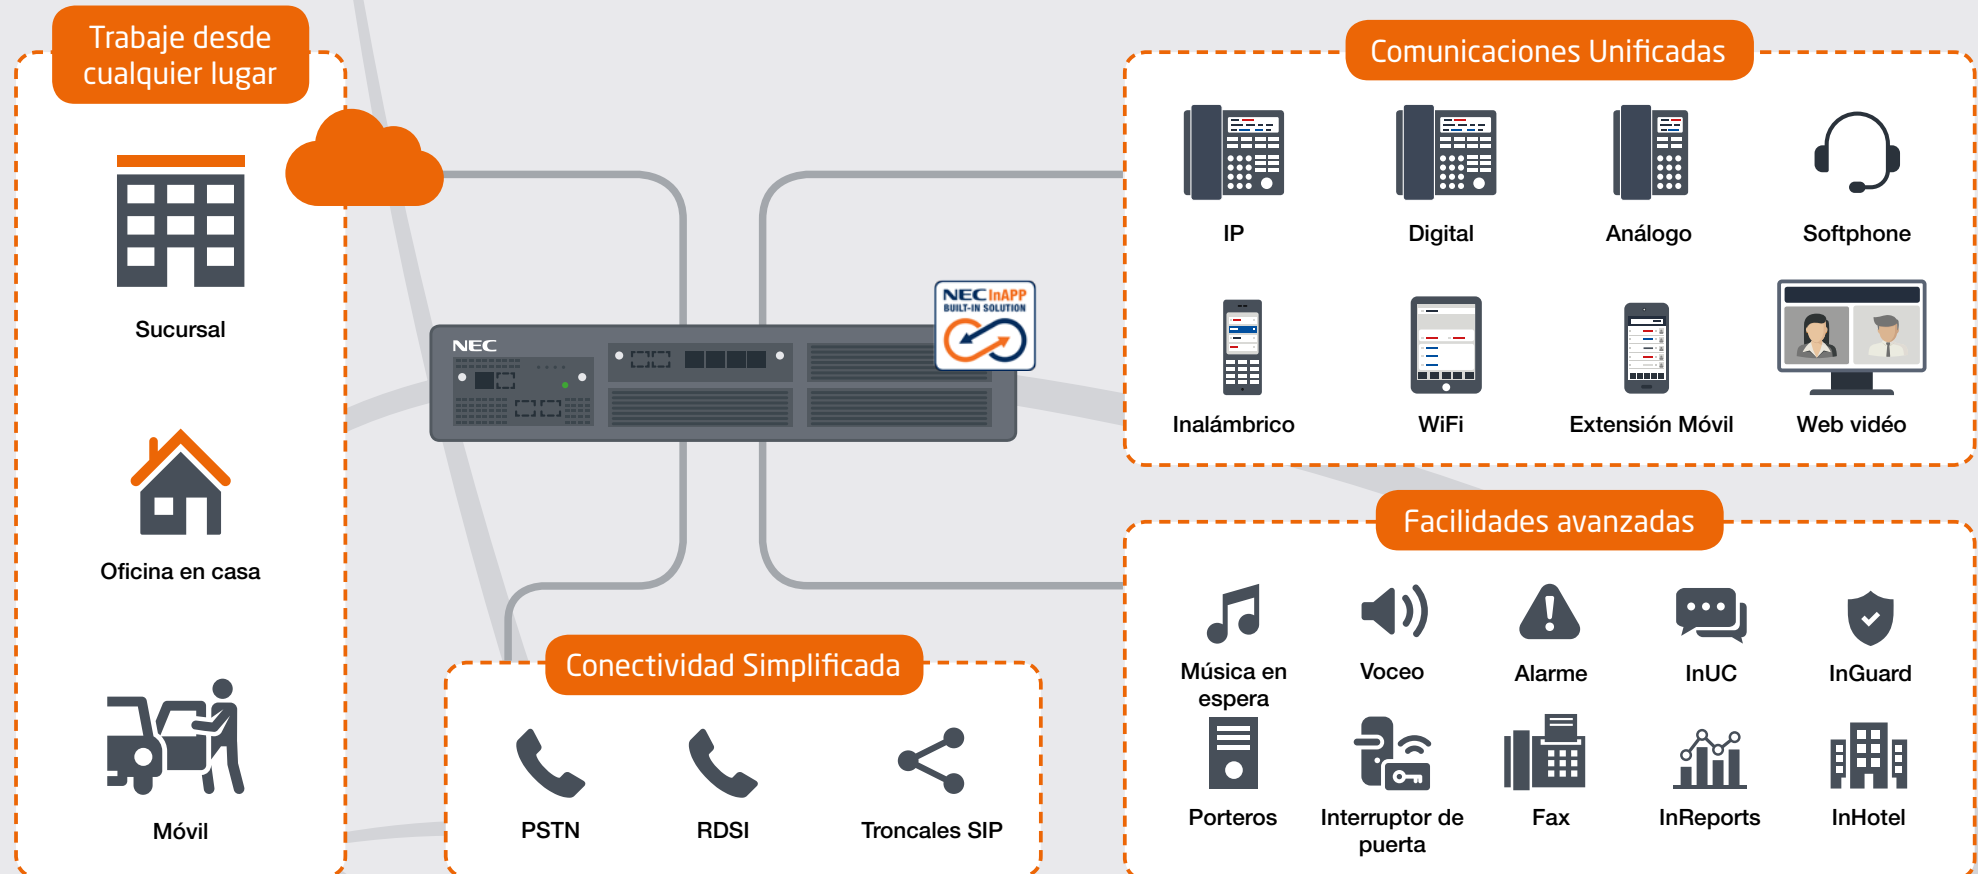 Trabaje desde
cualquier lugar
Sucursal
Oficina en casa
Móvil
NEC
NEC InAPP
BUILT-IN SOLUTION
Conectividad Simplificada
PSTN
RDSI
Troncales SIP
Comunicaciones Unificadas
IP
Digital
Análogo
Softphone
Inalámbrico
WiFi
Extensión Móvil
Web vidéo
Facilidades avanzadas
Música en
espera
Voceo
Alarme
InUC
InGuard
Porteros
Interruptor de
puerta
Fax
InReports
InHotel